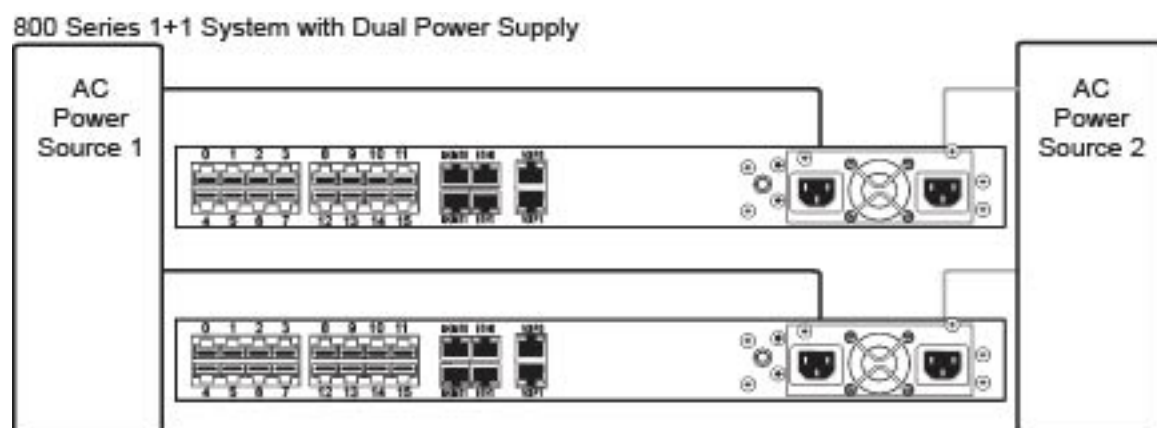 800 Series 1+1 System with Dual Power Supply
AC
Power
Source 1
AC
Power
Source 2
0 1 2 3 8 9 10 11
4 5 6 7 12 13 14 15
0 1 2 3 8 9 10 11
4 5 6 7 12 13 14 15